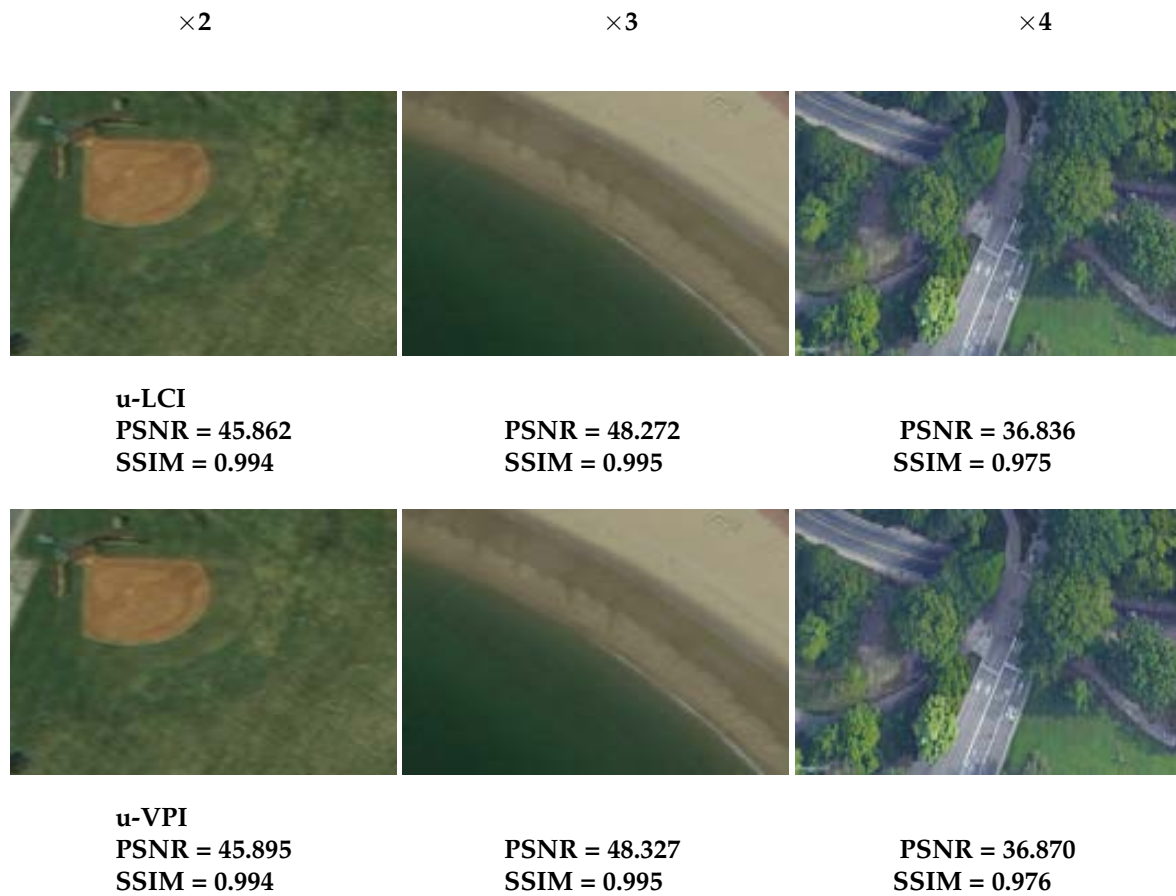 ×2 ×3 ×4
u-LCI
PSNR = 45.862 PSNR = 48.272 PSNR = 36.836
SSIM = 0.994 SSIM = 0.995 SSIM = 0.975
u-VPI
PSNR = 45.895 PSNR = 48.327 PSNR = 36.870
SSIM = 0.994 SSIM = 0.995 SSIM = 0.976